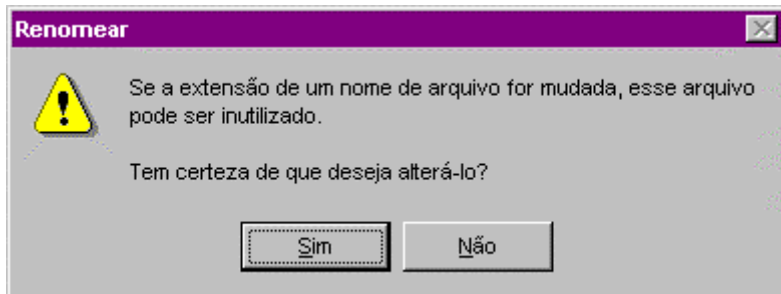 Renomear
Se a extensão de um nome de arquivo for mudada, esse arquivo
pode ser inutilizado.
Tem certeza de que deseja alterá-lo?
Sim
Não